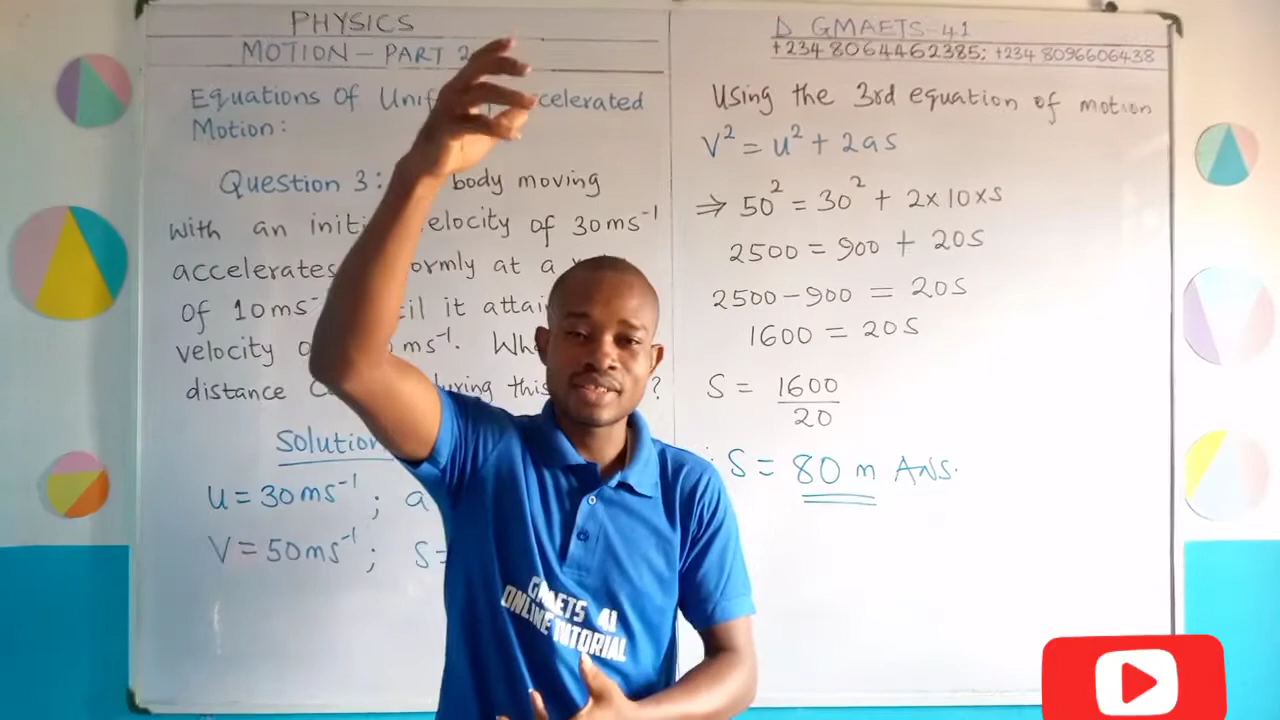 PHYSICS
MOTION - PART 2
Equations Of Unif celerated
Motion:
Question 3: body moving
with an initi elocity of 30ms⁻¹
accelerates ormly at a
of 10ms⁻ il it attai
velocity ms⁻¹. Wh
distance uring this ?
Solution
U = 30ms⁻¹ ; a
V = 50ms⁻¹ ; S =
D GMAETS-41
+234 8064462385; +234 8096606438
Using the 3rd equation of motion
V² = U² + 2as
⇒ 50² = 30² + 2×10×s
2500 = 900 + 20s
2500 - 900 = 20s
1600 = 20s
S = 1600
20
S = 80 m ANS.
GMAETS 41
ONLINE TUTORIAL